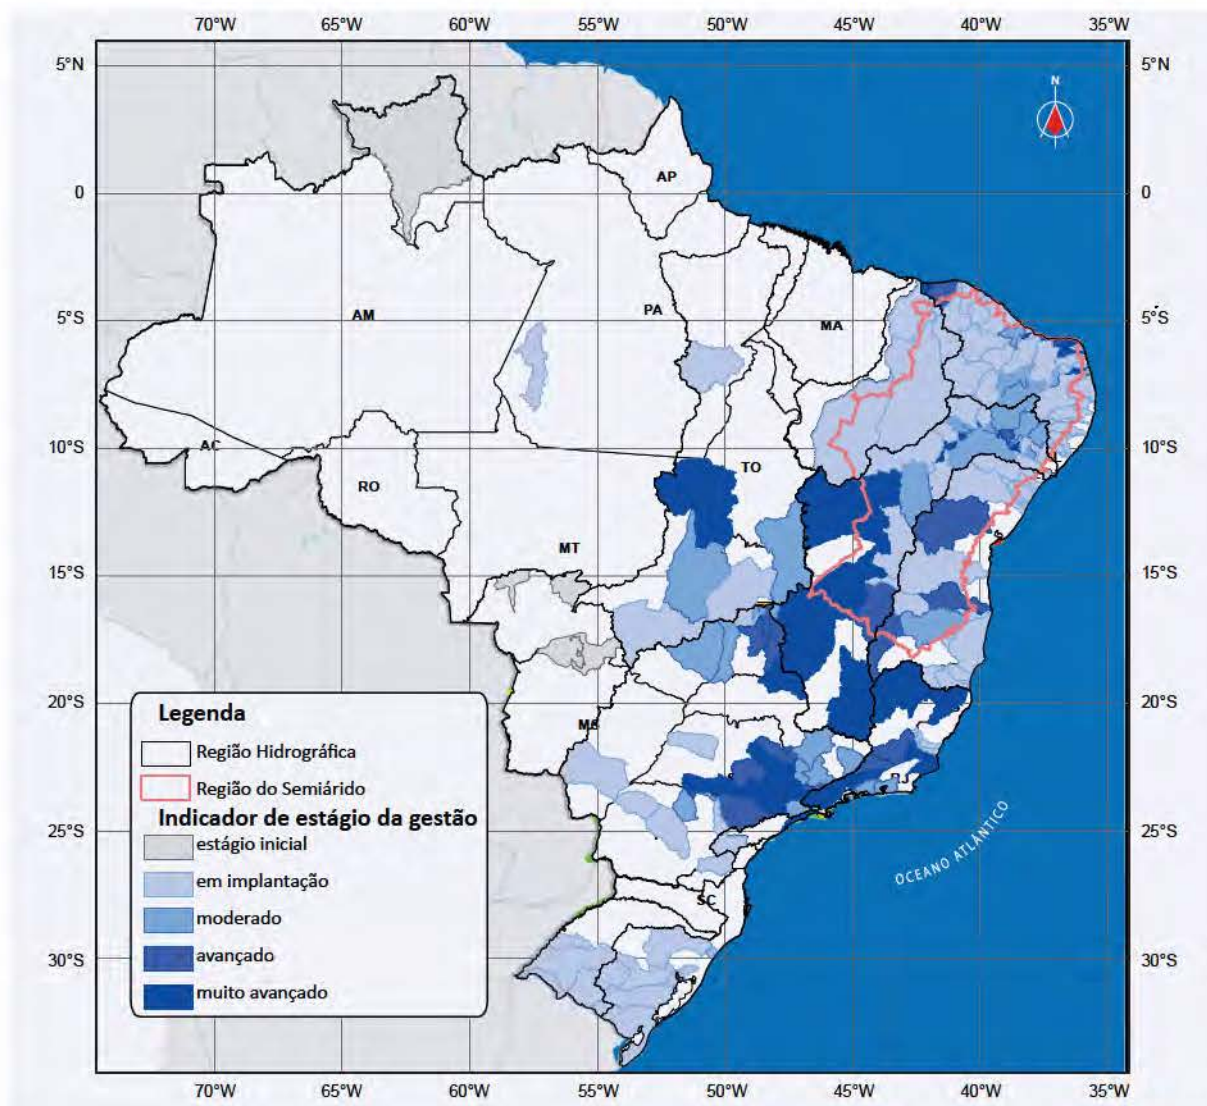 70°W 65°W 60°W 55°W 50°W 45°W 40°W 35°W
5°N 5°N
N
AP
0 0
AM
PA
MA
5°S 5°S
AC
TO
10°S 10°S
RO
MT
15°S 15°S
20°S 20°S
MS
RJ
25°S 25°S
SC
30°S 30°S
OCEANO ATLÂNTICO
Legenda
Região Hidrográfica
Região do Semiárido
Indicador de estágio da gestão
estágio inicial
em implantação
moderado
avançado
muito avançado
70°W 65°W 60°W 55°W 50°W 45°W 40°W 35°W